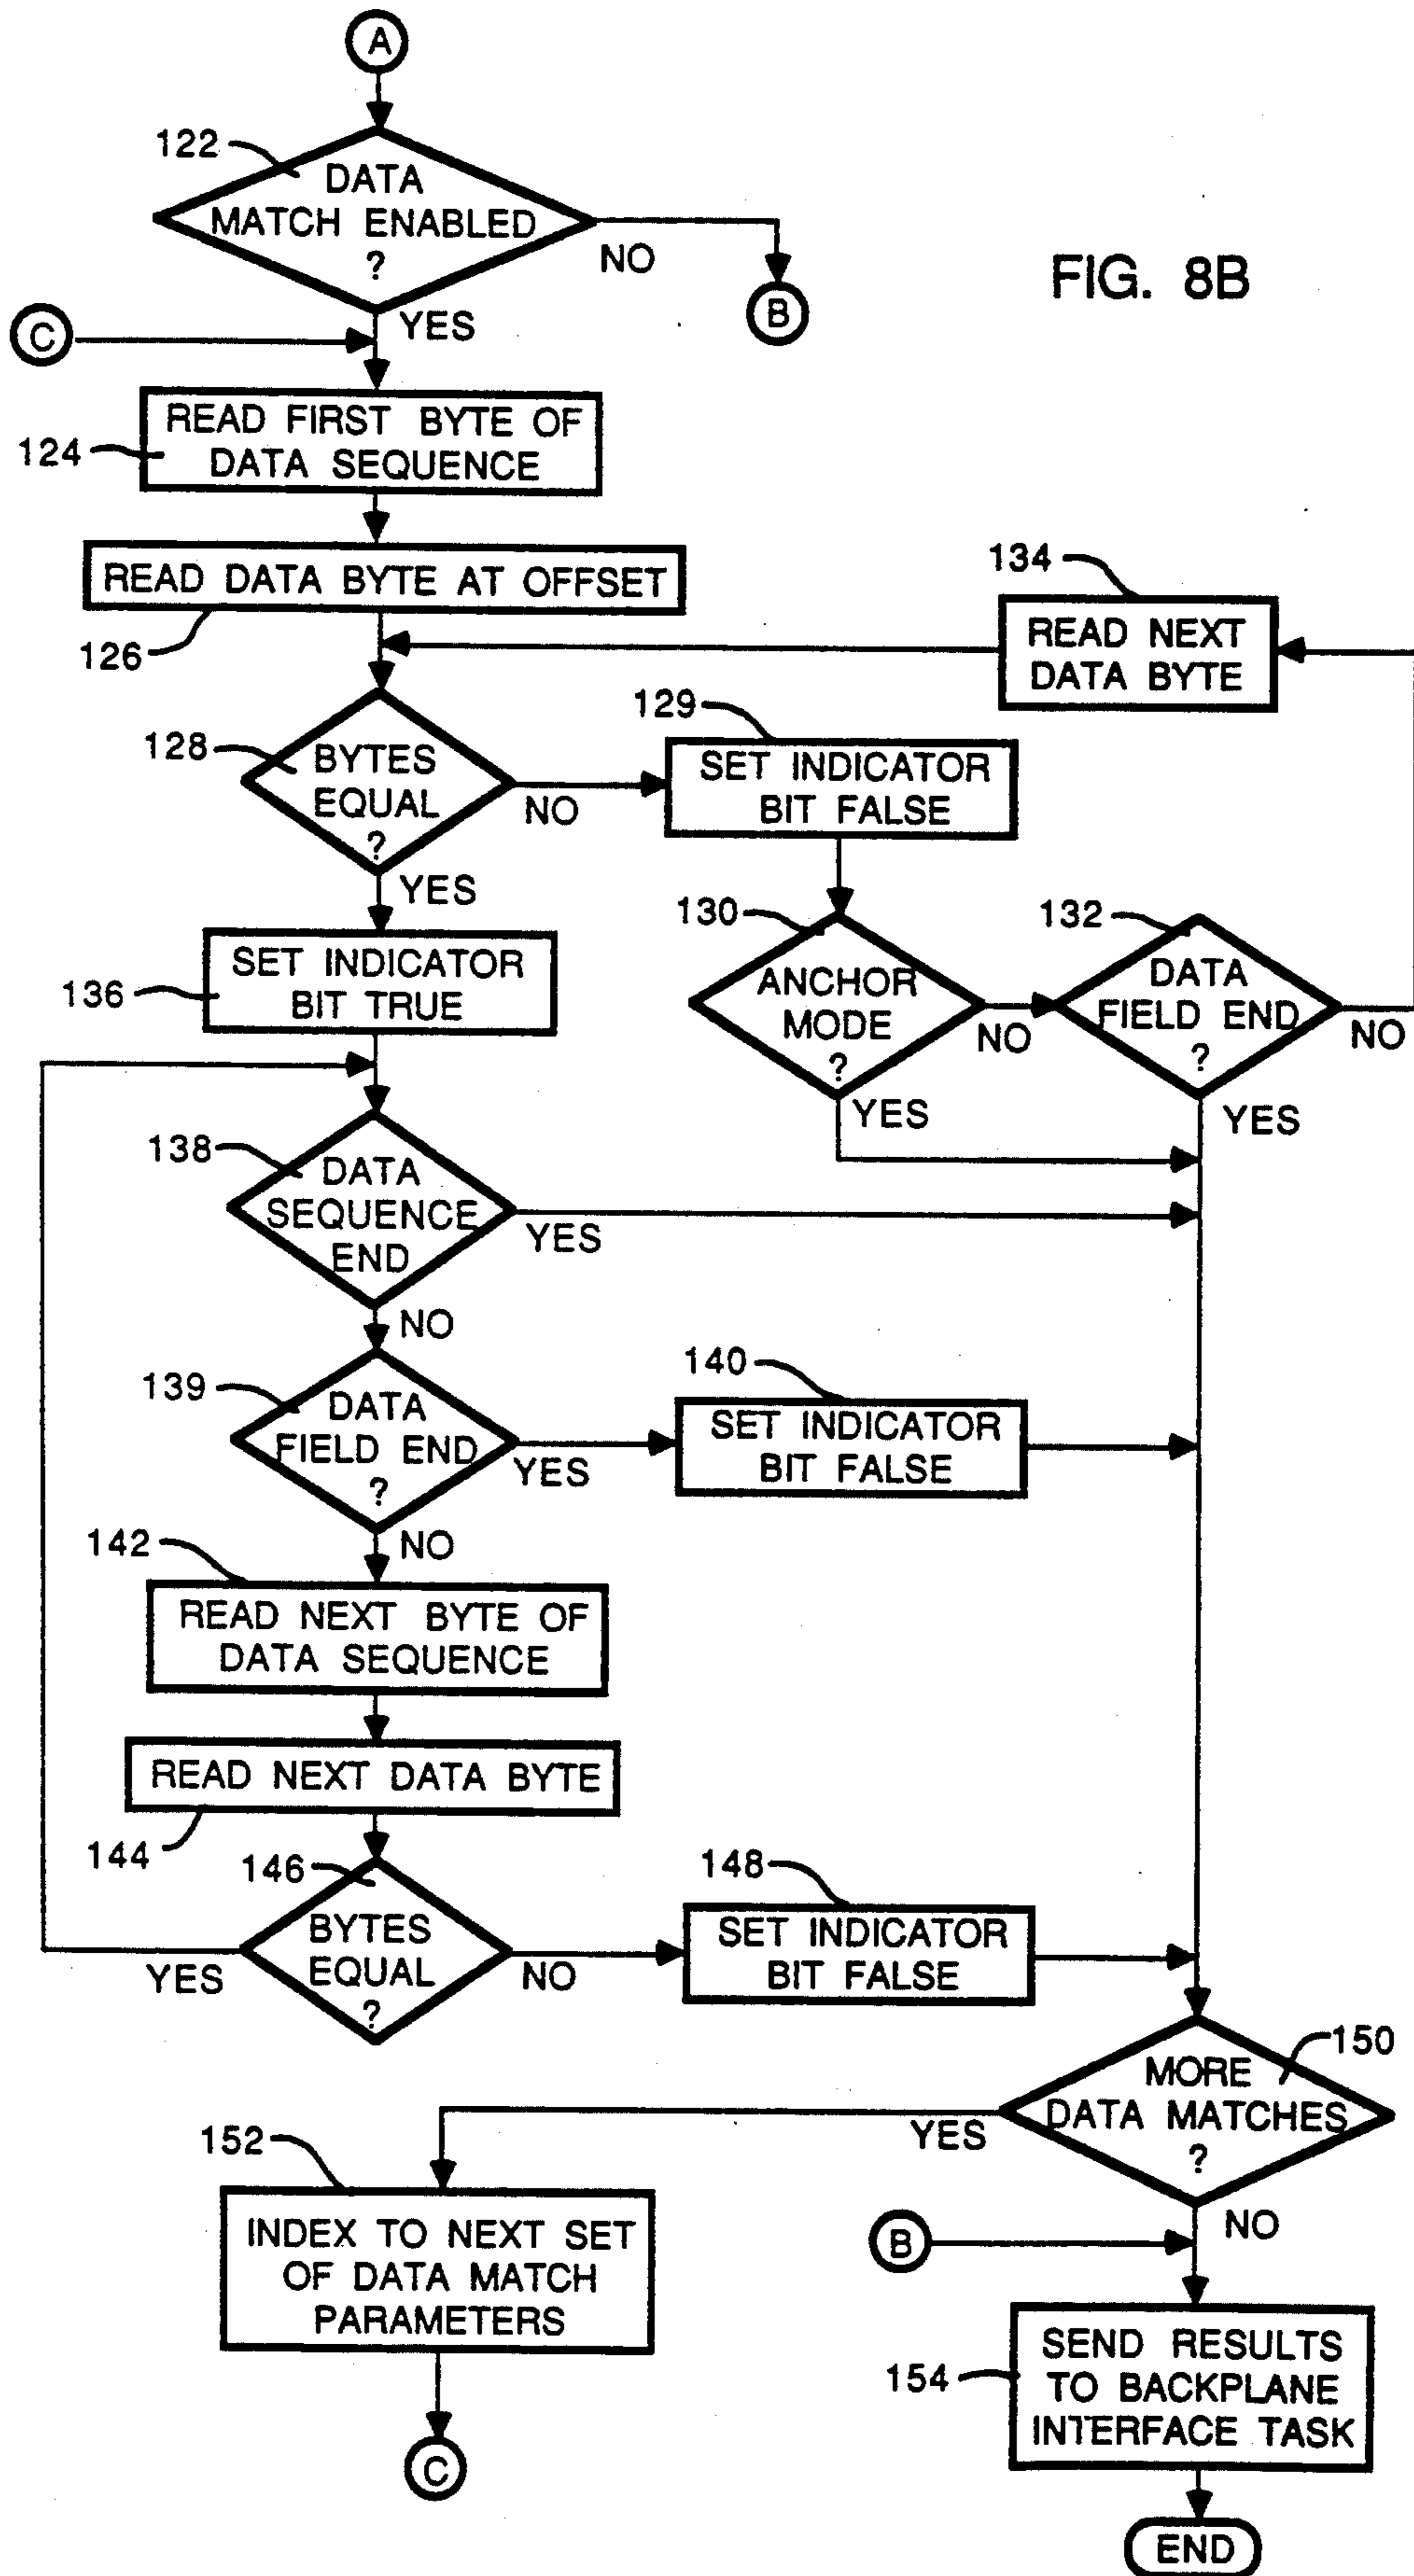 A
122
DATA
MATCH ENABLED
?
NO
B
FIG. 8B
YES
C
124
READ FIRST BYTE OF
DATA SEQUENCE
READ DATA BYTE AT OFFSET
126
134
READ NEXT
DATA BYTE
128
BYTES
EQUAL
?
NO
YES
129
SET INDICATOR
BIT FALSE
130
ANCHOR
MODE
?
NO
YES
132
DATA
FIELD END
?
NO
YES
136
SET INDICATOR
BIT TRUE
138
DATA
SEQUENCE
END
YES
NO
139
DATA
FIELD END
?
YES
NO
140
SET INDICATOR
BIT FALSE
142
READ NEXT BYTE OF
DATA SEQUENCE
READ NEXT DATA BYTE
144
146
BYTES
EQUAL
?
YES
NO
148
SET INDICATOR
BIT FALSE
150
MORE
DATA MATCHES
?
YES
NO
152
INDEX TO NEXT SET
OF DATA MATCH
PARAMETERS
C
B
154
SEND RESULTS
TO BACKPLANE
INTERFACE TASK
END